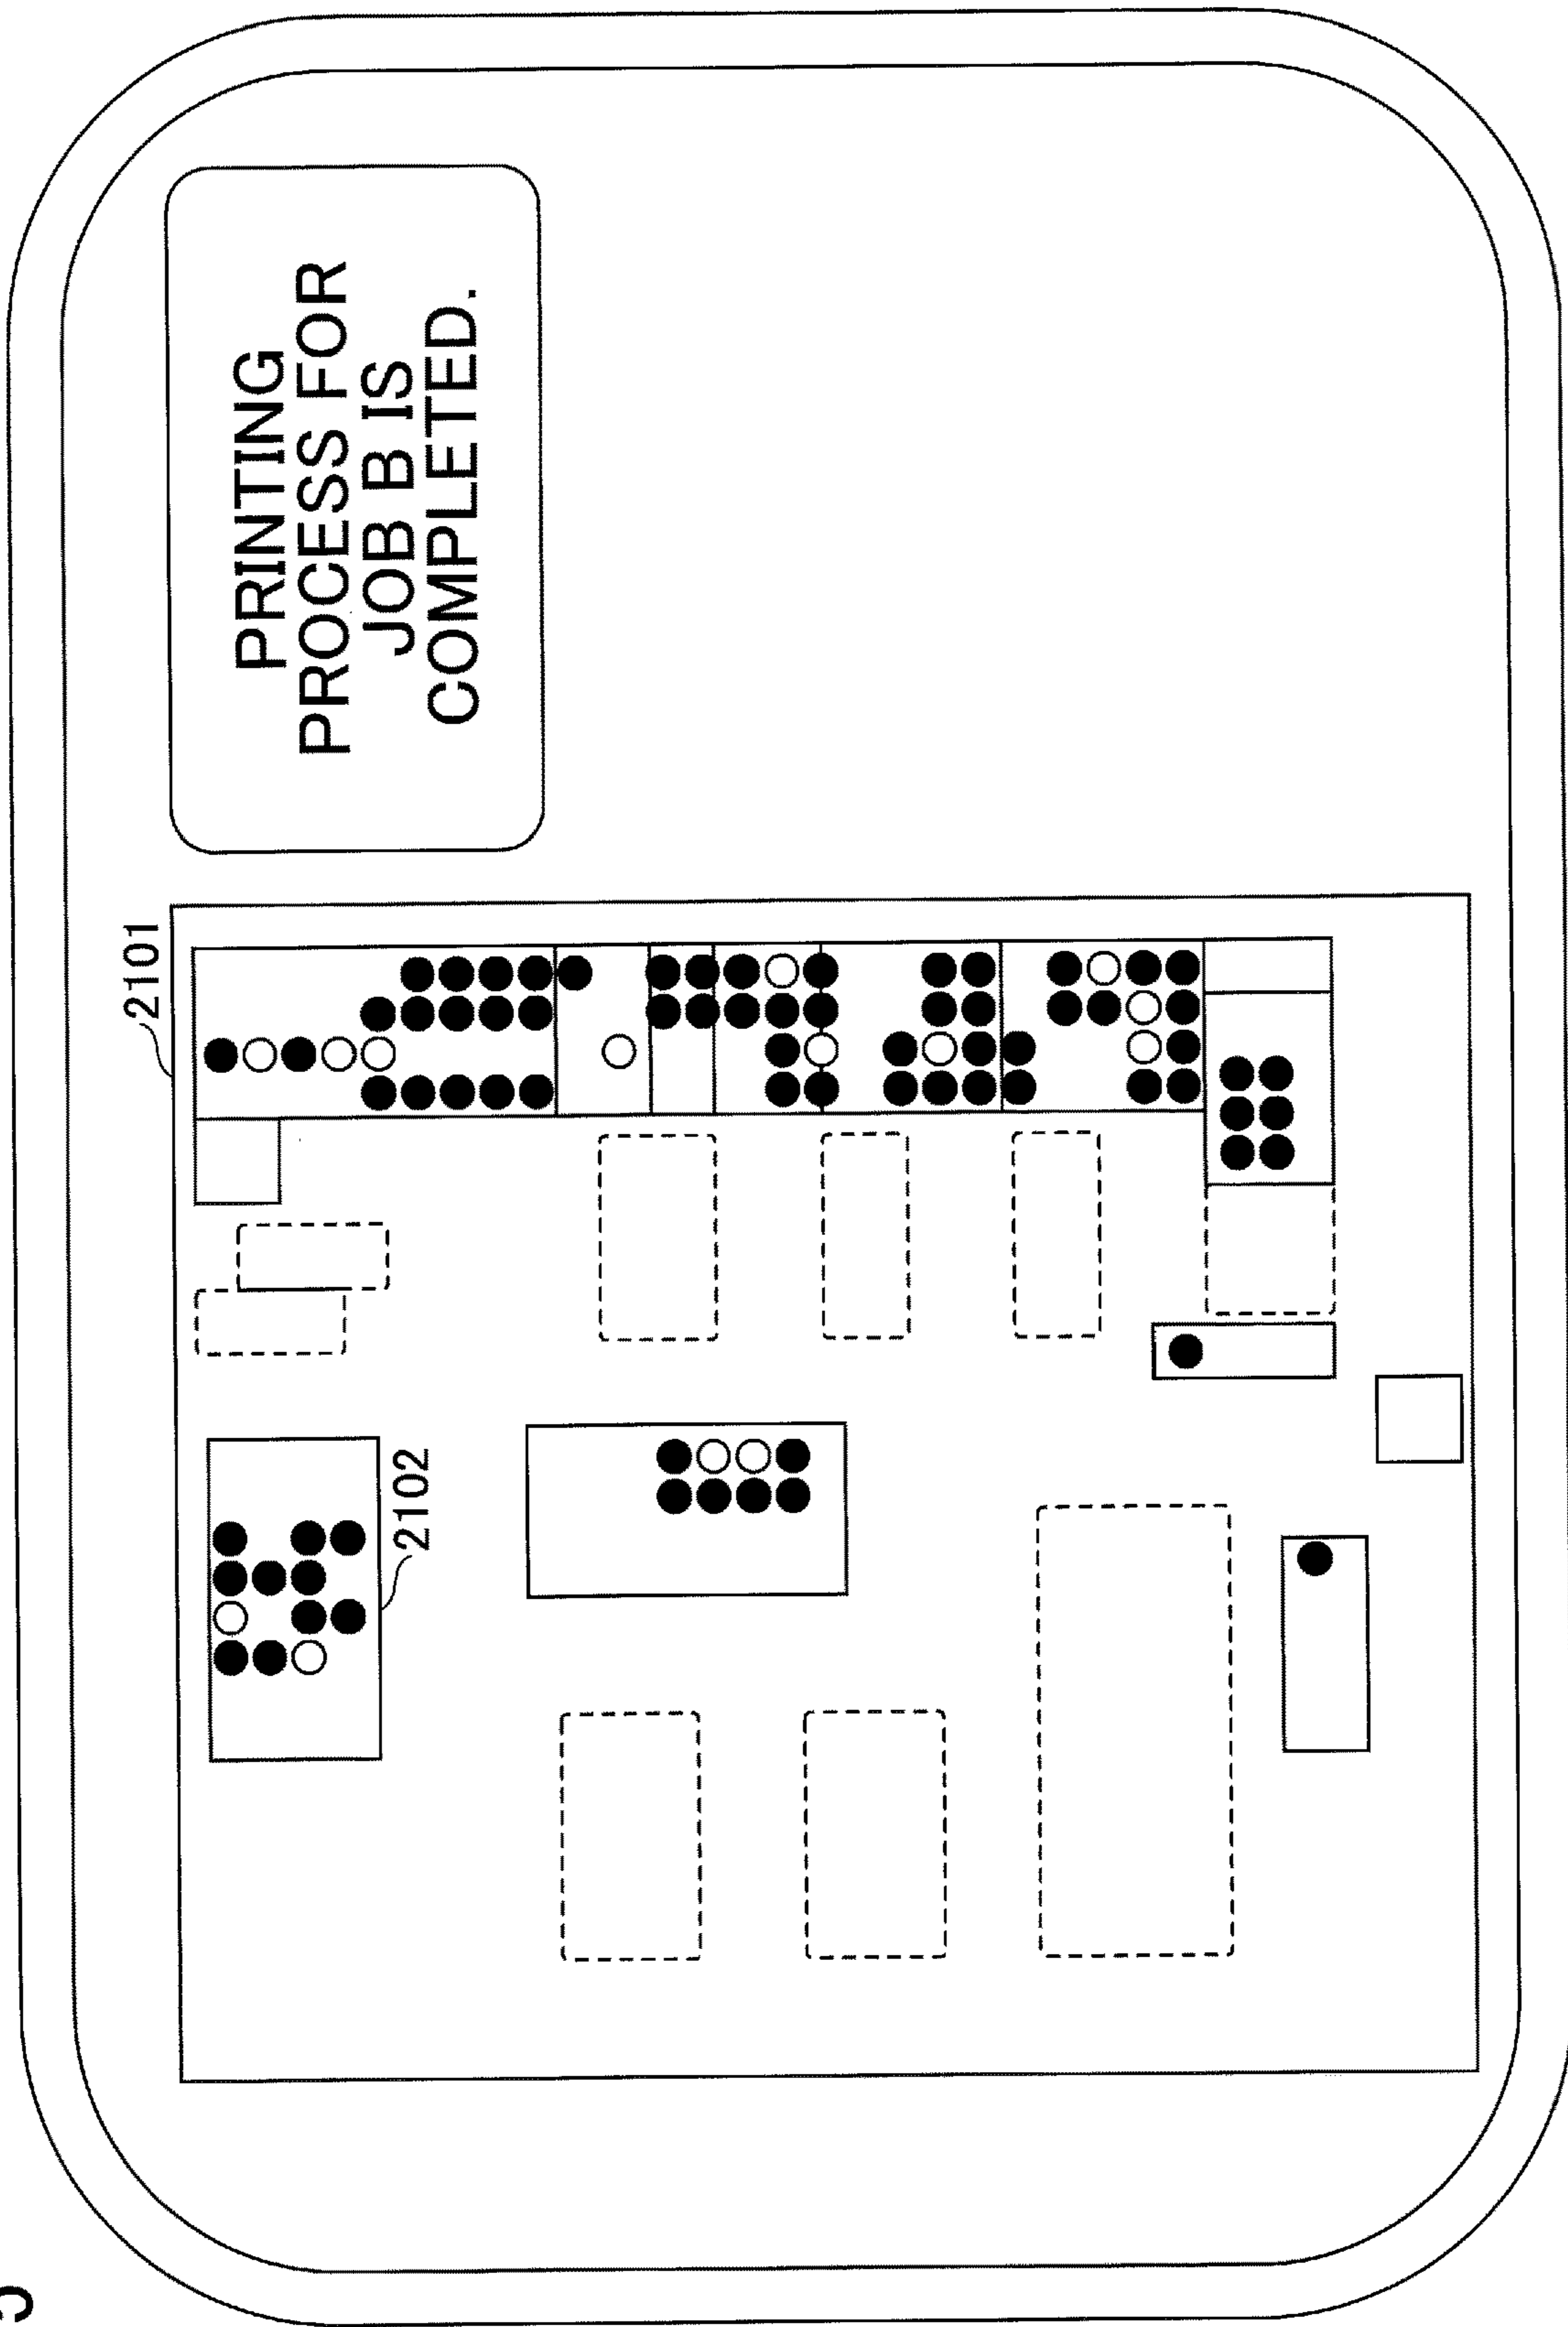 PRINTING
PROCESS FOR
JOB B IS
COMPLETED.
2101
2102